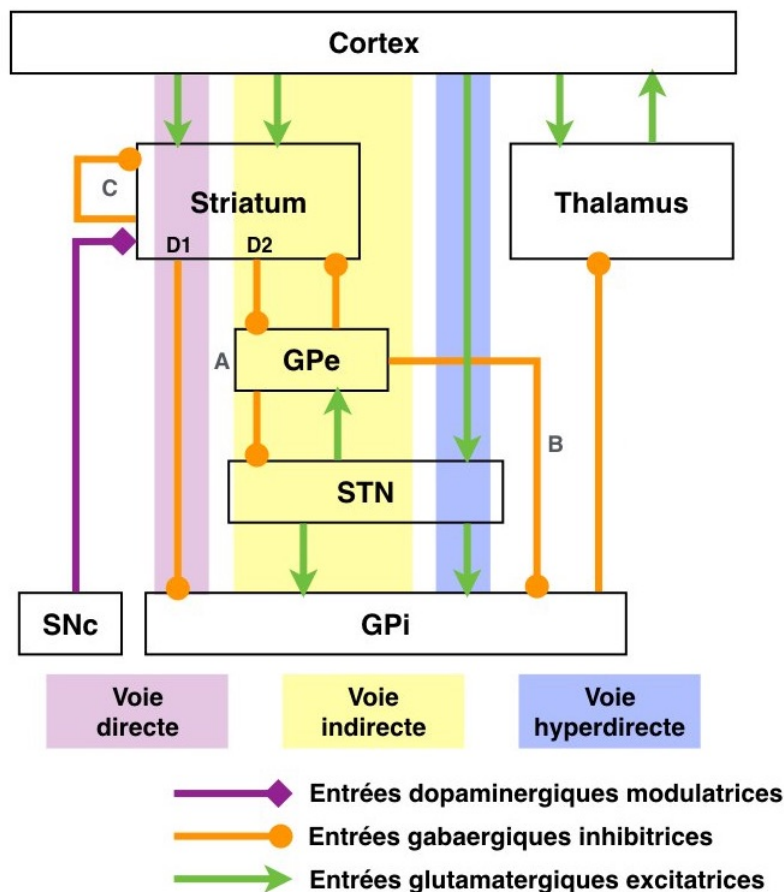 Cortex
C
Striatum
Thalamus
D1 D2
A
GPe
B
STN
SNc
GPi
Voie
directe
Voie
indirecte
Voie
hyperdirecte
Entrées dopaminergiques modulatrices
Entrées gabaergiques inhibitrices
Entrées glutamatergiques excitatrices